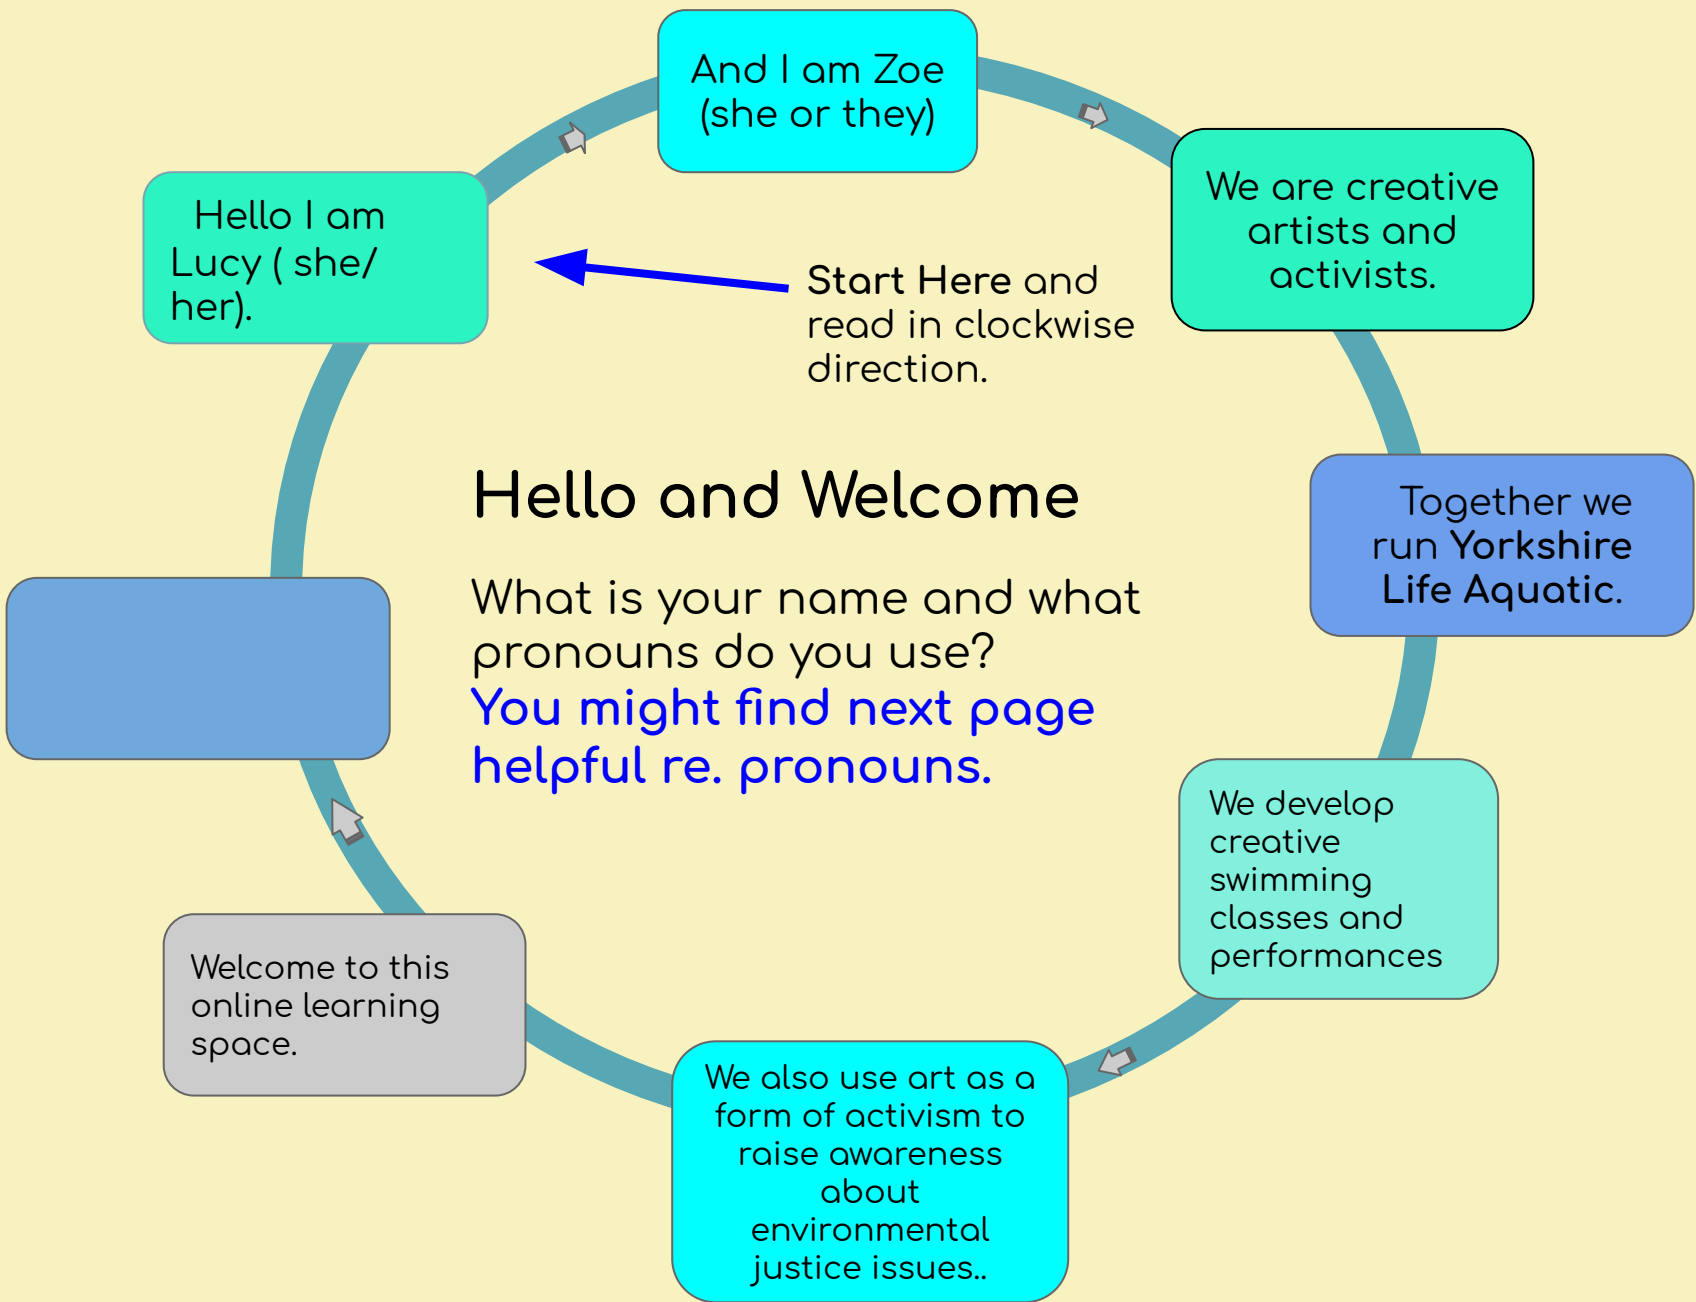 Hello I am
Lucy ( she/
her).
And I am Zoe
(she or they)
We are creative
artists and
activists.
Together we
run Yorkshire
Life Aquatic.
We develop
creative
swimming
classes and
performances
We also use art as a
form of activism to
raise awareness
about
environmental
justice issues..
Welcome to this
online learning
space.
Start Here and
read in clockwise
direction.
Hello and Welcome
What is your name and what
pronouns do you use?
You might find next page
helpful re. pronouns.